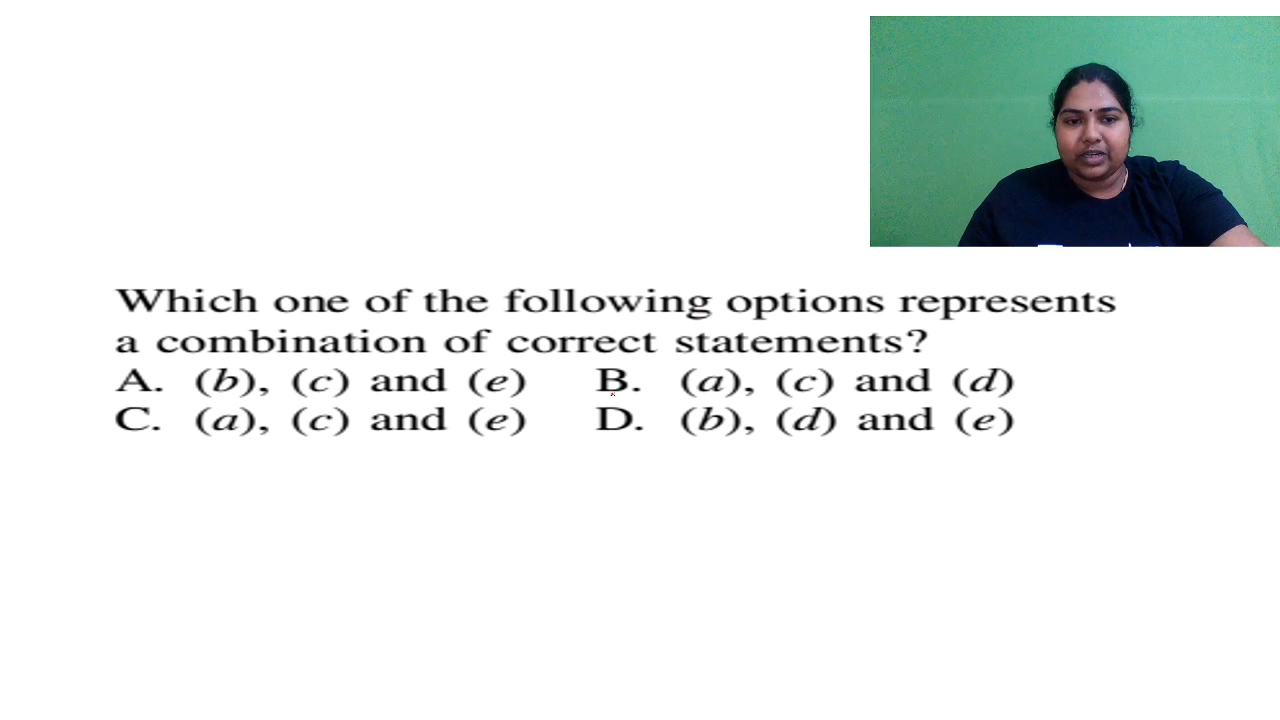 Which one of the following options represents
a combination of correct statements?
A. (b), (c) and (e) B. (a), (c) and (d)
C. (a), (c) and (e) D. (b), (d) and (e)